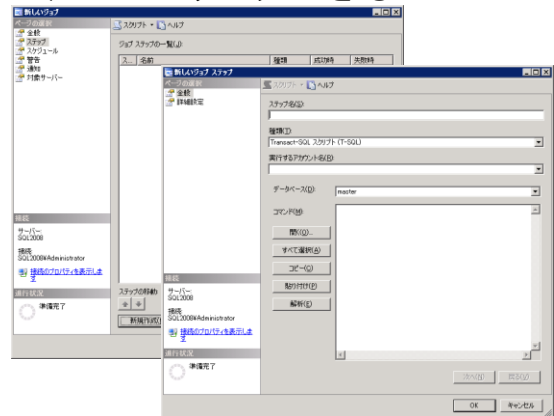 新しいジョブ
ページの選択
全般
ステップ
スケジュール
警告
通知
対象サーバー
スクリプト
ヘルプ
ジョブ ステップの一覧(J):
ス...
名前
種類
成功時
失敗時
接続
サーバー:
SQL2008
接続:
SQL2008¥Administrator
接続のプロパティを表示しま
す
進行状況
準備完了
ステップの移動:
新規作成(
新しいジョブ ステップ
ページの選択
全般
詳細設定
スクリプト
ヘルプ
ステップ名(S):
種類(T):
Transact-SQL スクリプト (T-SQL)
実行するアカウント名(R):
データベース(D):
master
コマンド(M):
開く(O)...
すべて選択(A)
コピー(C)
貼り付け(P)
解析(E)
接続
サーバー:
SQL2008
接続:
SQL2008¥Administrator
接続のプロパティを表示しま
す
進行状況
準備完了
次へ(N)
OK
キャンセル